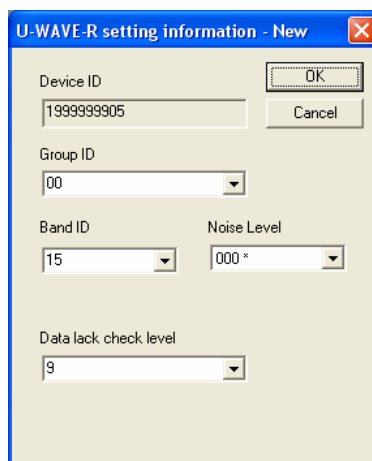 U-WAVE-R setting information - New
Device ID
OK
1999999905
Cancel
Group ID
00
Band ID
Noise Level
15
000 *
Data lack check level
9